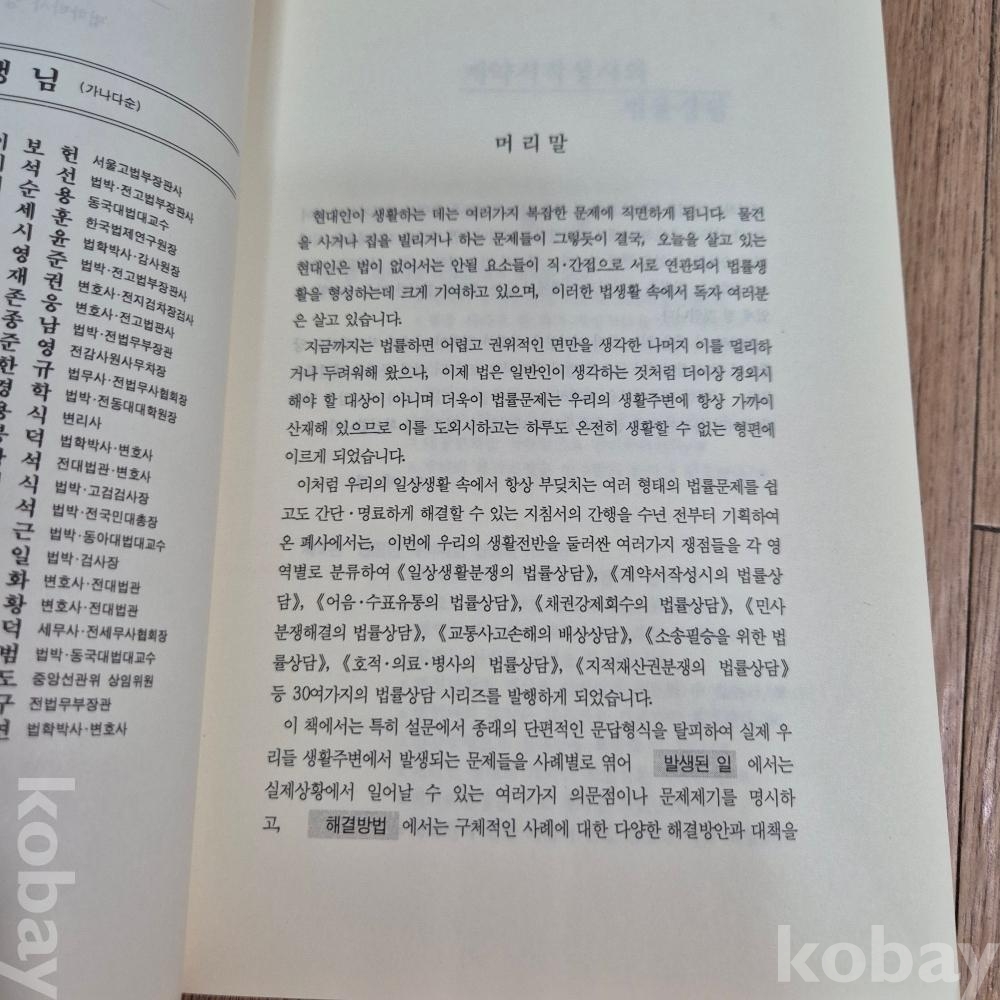 님 (가나다순)
보 헌 서울고법부장판사
석 선 법박·전고법부장판사
순 용 동국대법대교수
세 훈 한국법제연구원장
시 윤 법학박사·감사원장
영 준 법박·전고법부장판사
재 권 변호사·전지검차장검사
존 웅 변호사·전고법판사
종 남 법박·전법무부장관
준 영 전감사원사무차장
한 규 법무사·전법무사협회장
경 학 법박·전동대대학원장
용 식 변리사
덕 법학박사·변호사
석 전대법관·변호사
식 법박·고검검사장
석 법박·전국민대총장
근 법박·동아대법대교수
일 법박·검사장
화 변호사·전대법관
황 변호사·전대법관
덕 세무사·전세무사협회장
범 법박·동국대법대교수
도 중앙선관위 상임위원
구 전법무부장관
연 법학박사·변호사
머리말
현대인이 생활하는 데는 여러가지 복잡한 문제에 직면하게 됩니다. 물건
을 사거나 집을 빌리거나 하는 문제들이 그렇듯이 결국, 오늘을 살고 있는
현대인은 법이 없어서는 안될 요소들이 직·간접으로 서로 연관되어 법률생
활을 형성하는데 크게 기여하고 있으며, 이러한 법생활 속에서 독자 여러분
은 살고 있습니다.
지금까지는 법률하면 어렵고 권위적인 면만을 생각한 나머지 이를 멀리하
거나 두려워해 왔으나, 이제 법은 일반인이 생각하는 것처럼 더이상 경외시
해야 할 대상이 아니며 더욱이 법률문제는 우리의 생활주변에 항상 가까이
산재해 있으므로 이를 도외시하고는 하루도 온전히 생활할 수 없는 형편에
이르게 되었습니다.
이처럼 우리의 일상생활 속에서 항상 부딪치는 여러 형태의 법률문제를 쉽
고도 간단·명료하게 해결할 수 있는 지침서의 간행을 수년 전부터 기획하여
온 폐사에서는, 이번에 우리의 생활전반을 둘러싼 여러가지 쟁점들을 각 영
역별로 분류하여《일상생활분쟁의 법률상담》,《계약서작성시의 법률상
담》,《어음·수표유통의 법률상담》,《채권강제회수의 법률상담》,《민사
분쟁해결의 법률상담》,《교통사고손해의 배상상담》,《소송필승을 위한 법
률상담》,《호적·의료·병사의 법률상담》,《지적재산권분쟁의 법률상담》
등 30여가지의 법률상담 시리즈를 발행하게 되었습니다.
이 책에서는 특히 설문에서 종래의 단편적인 문답형식을 탈피하여 실제 우
리들 생활주변에서 발생되는 문제들을 사례별로 엮어 발생된 일 에서는
실제상황에서 일어날 수 있는 여러가지 의문점이나 문제제기를 명시하
고, 해결방법 에서는 구체적인 사례에 대한 다양한 해결방안과 대책을
kobay
kobay